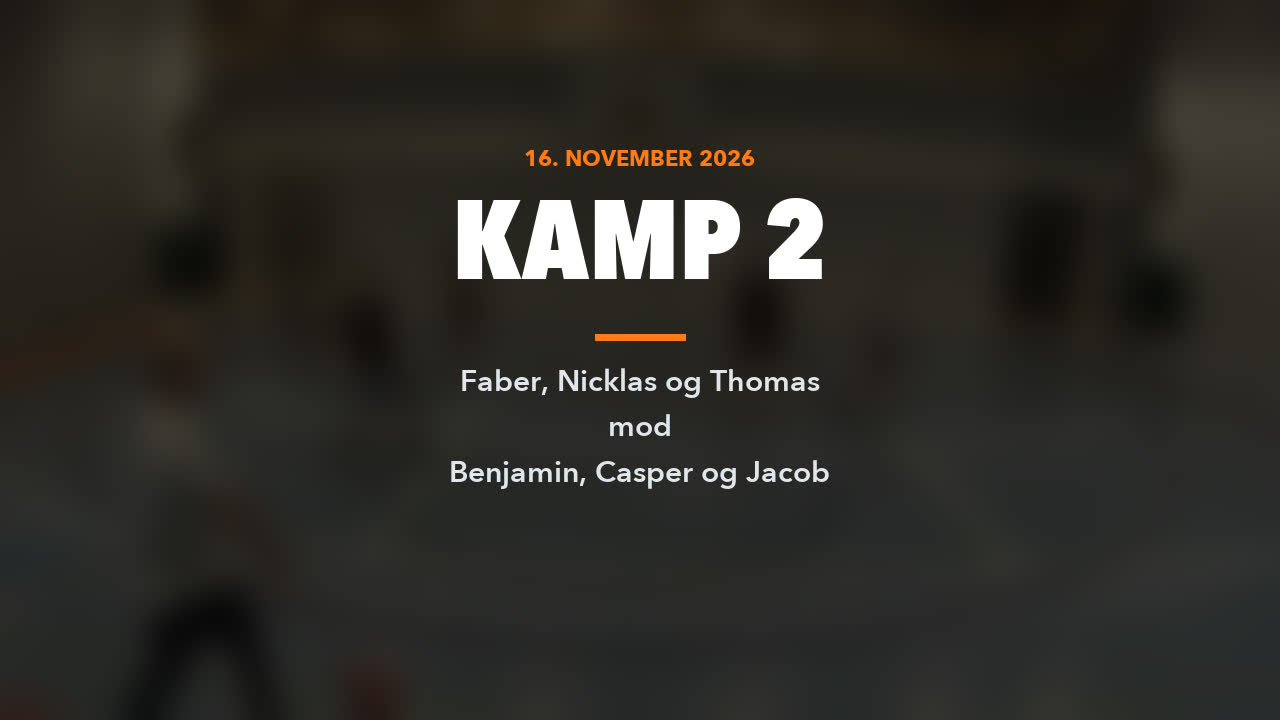 16. NOVEMBER 2026
KAMP 2
Faber, Nicklas og Thomas
mod
Benjamin, Casper og Jacob